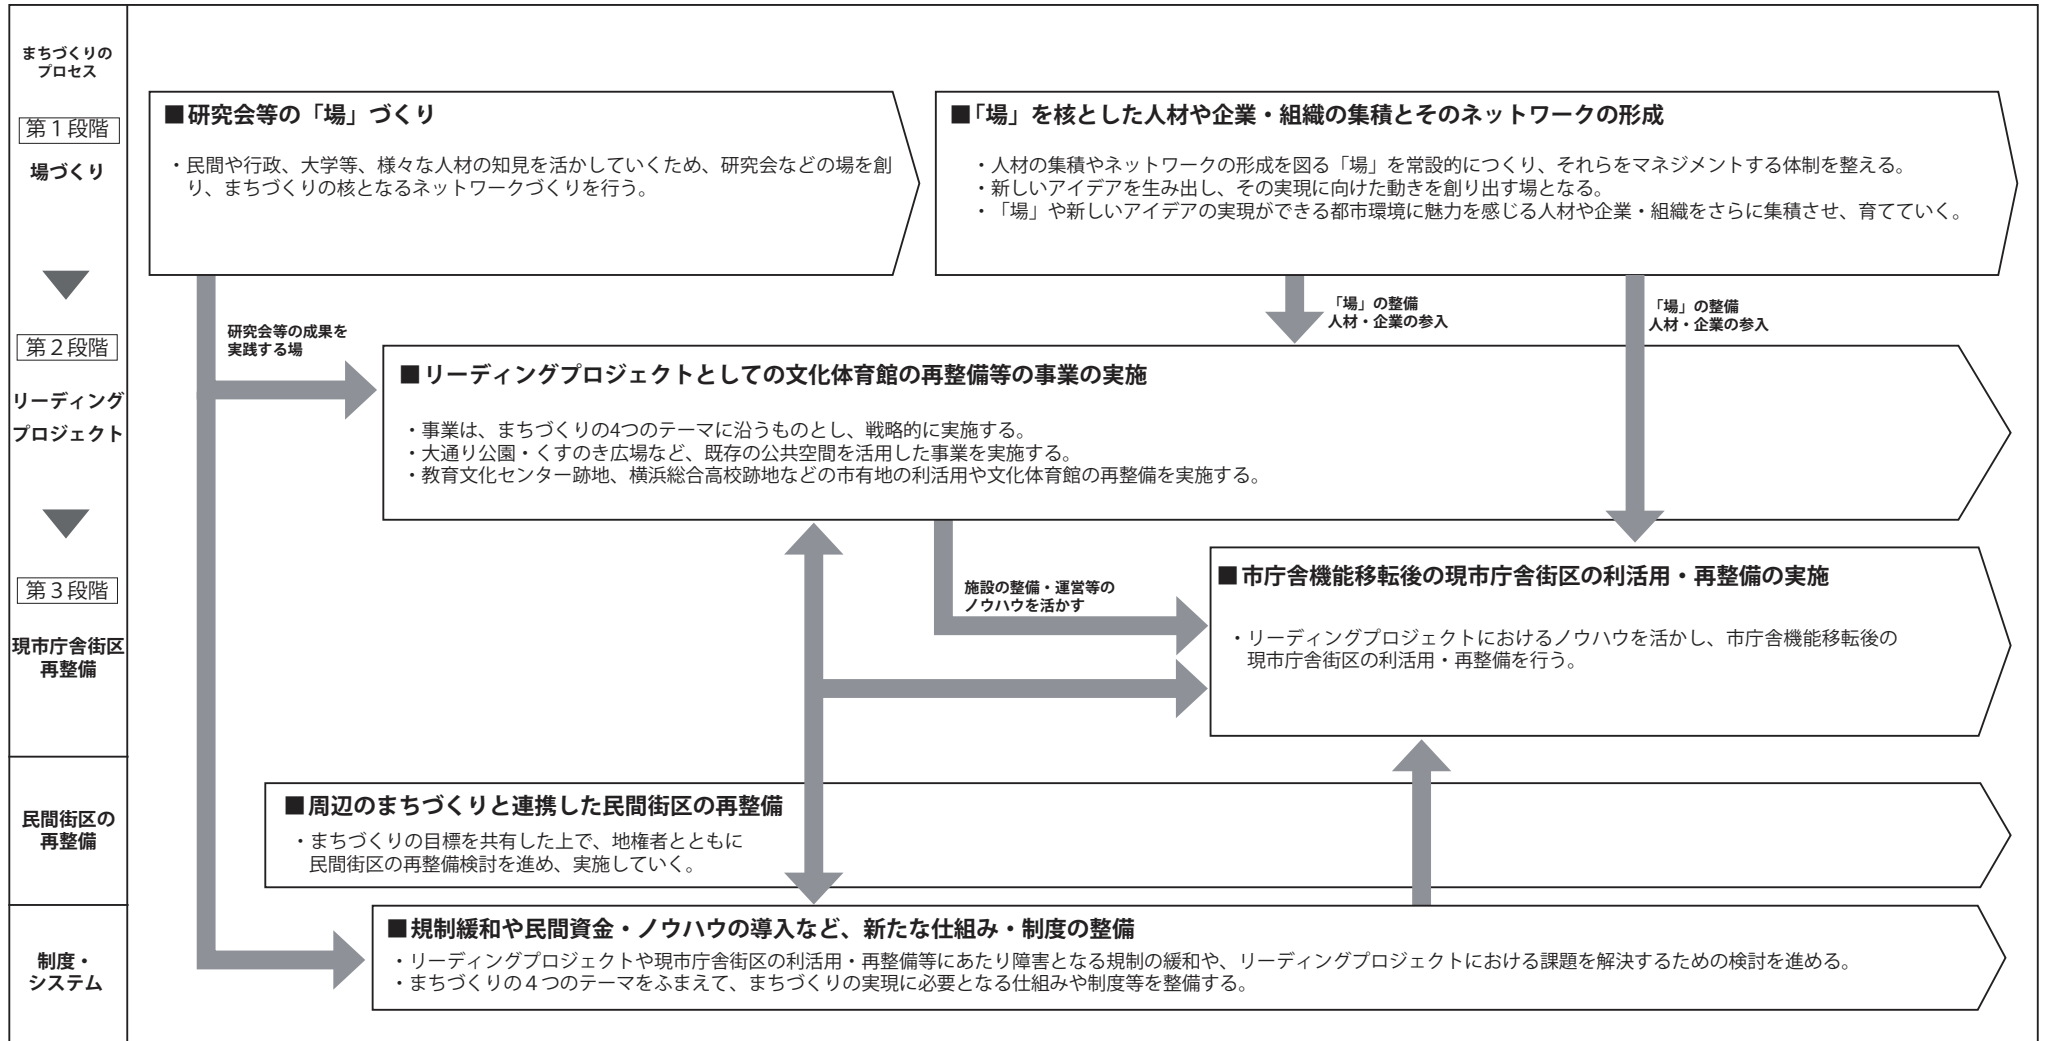 まちづくりの
プロセス
第１段階
場づくり
■研究会等の「場」づくり
・民間や行政、大学等、様々な人材の知見を活かしていくため、研究会などの場を創
り、まちづくりの核となるネットワークづくりを行う。
■「場」を核とした人材や企業・組織の集積とそのネットワークの形成
・人材の集積やネットワークの形成を図る「場」を常設的につくり、それらをマネジメントする体制を整える。
・新しいアイデアを生み出し、その実現に向けた動きを創り出す場となる。
・「場」や新しいアイデアの実現ができる都市環境に魅力を感じる人材や企業・組織をさらに集積させ、育てていく。
研究会等の成果を
実践する場
「場」の整備
人材・企業の参入
「場」の整備
人材・企業の参入
第２段階
リーディング
プロジェクト
■リーディングプロジェクトとしての文化体育館の再整備等の事業の実施
・事業は、まちづくりの4つのテーマに沿うものとし、戦略的に実施する。
・大通り公園・くすのき広場など、既存の公共空間を活用した事業を実施する。
・教育文化センター跡地、横浜総合高校跡地などの市有地の利活用や文化体育館の再整備を実施する。
施設の整備・運営等の
ノウハウを活かす
第３段階
現市庁舎街区
再整備
■市庁舎機能移転後の現市庁舎街区の利活用・再整備の実施
・リーディングプロジェクトにおけるノウハウを活かし、市庁舎機能移転後の
現市庁舎街区の利活用・再整備を行う。
民間街区の
再整備
■周辺のまちづくりと連携した民間街区の再整備
・まちづくりの目標を共有した上で、地権者とともに
民間街区の再整備検討を進め、実施していく。
制度・
システム
■規制緩和や民間資金・ノウハウの導入など、新たな仕組み・制度の整備
・リーディングプロジェクトや現市庁舎街区の利活用・再整備等にあたり障害となる規制の緩和や、リーディングプロジェクトにおける課題を解決するための検討を進める。
・まちづくりの４つのテーマをふまえて、まちづくりの実現に必要となる仕組みや制度等を整備する。